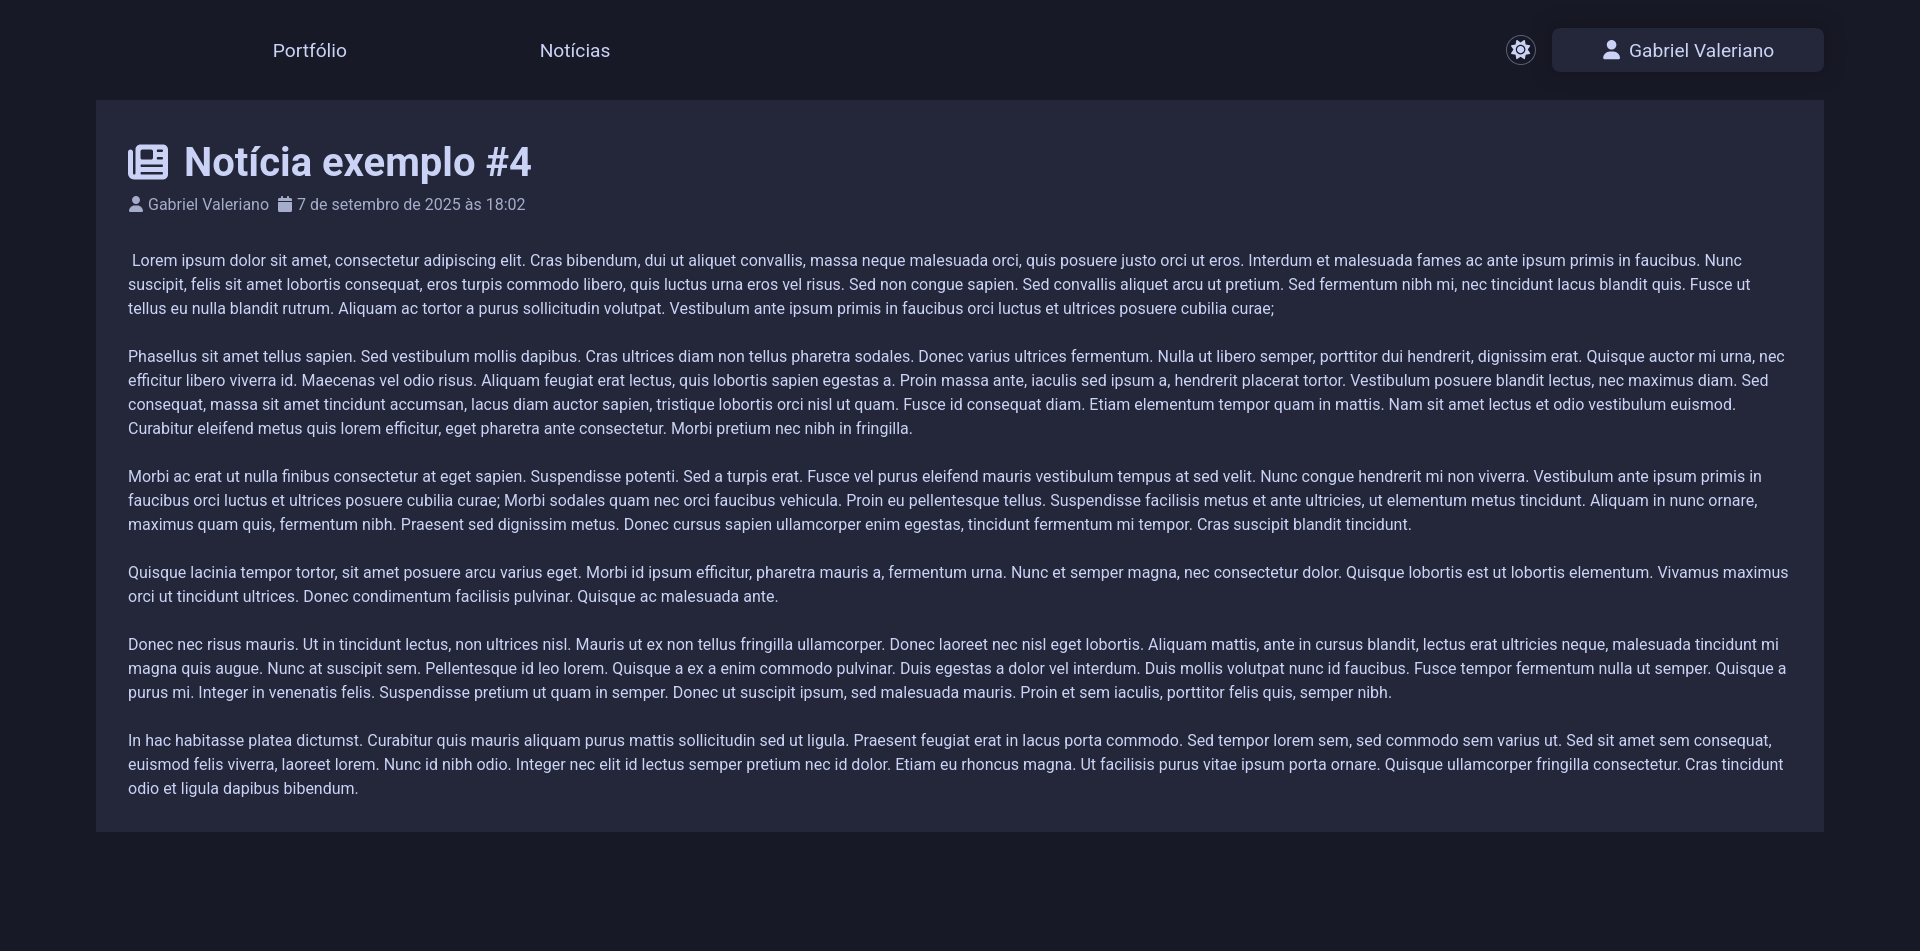 Portfólio
Notícias
Gabriel Valeriano
Notícia exemplo #4
Gabriel Valeriano 7 de setembro de 2025 às 18:02
Lorem ipsum dolor sit amet, consectetur adipiscing elit. Cras bibendum, dui ut aliquet convallis, massa neque malesuada orci, quis posuere justo orci ut eros. Interdum et malesuada fames ac ante ipsum primis in faucibus. Nunc
suscipit, felis sit amet lobortis consequat, eros turpis commodo libero, quis luctus urna eros vel risus. Sed non congue sapien. Sed convallis aliquet arcu ut pretium. Sed fermentum nibh mi, nec tincidunt lacus blandit quis. Fusce ut
tellus eu nulla blandit rutrum. Aliquam ac tortor a purus sollicitudin volutpat. Vestibulum ante ipsum primis in faucibus orci luctus et ultrices posuere cubilia curae;
Phasellus sit amet tellus sapien. Sed vestibulum mollis dapibus. Cras ultrices diam non tellus pharetra sodales. Donec varius ultrices fermentum. Nulla ut libero semper, porttitor dui hendrerit, dignissim erat. Quisque auctor mi urna, nec
efficitur libero viverra id. Maecenas vel odio risus. Aliquam feugiat erat lectus, quis lobortis sapien egestas a. Proin massa ante, iaculis sed ipsum a, hendrerit placerat tortor. Vestibulum posuere blandit lectus, nec maximus diam. Sed
consequat, massa sit amet tincidunt accumsan, lacus diam auctor sapien, tristique lobortis orci nisl ut quam. Fusce id consequat diam. Etiam elementum tempor quam in mattis. Nam sit amet lectus et odio vestibulum euismod.
Curabitur eleifend metus quis lorem efficitur, eget pharetra ante consectetur. Morbi pretium nec nibh in fringilla.
Morbi ac erat ut nulla finibus consectetur at eget sapien. Suspendisse potenti. Sed a turpis erat. Fusce vel purus eleifend mauris vestibulum tempus at sed velit. Nunc congue hendrerit mi non viverra. Vestibulum ante ipsum primis in
faucibus orci luctus et ultrices posuere cubilia curae; Morbi sodales quam nec orci faucibus vehicula. Proin eu pellentesque tellus. Suspendisse facilisis metus et ante ultricies, ut elementum metus tincidunt. Aliquam in nunc ornare,
maximus quam quis, fermentum nibh. Praesent sed dignissim metus. Donec cursus sapien ullamcorper enim egestas, tincidunt fermentum mi tempor. Cras suscipit blandit tincidunt.
Quisque lacinia tempor tortor, sit amet posuere arcu varius eget. Morbi id ipsum efficitur, pharetra mauris a, fermentum urna. Nunc et semper magna, nec consectetur dolor. Quisque lobortis est ut lobortis elementum. Vivamus maximus
orci ut tincidunt ultrices. Donec condimentum facilisis pulvinar. Quisque ac malesuada ante.
Donec nec risus mauris. Ut in tincidunt lectus, non ultrices nisl. Mauris ut ex non tellus fringilla ullamcorper. Donec laoreet nec nisl eget lobortis. Aliquam mattis, ante in cursus blandit, lectus erat ultricies neque, malesuada tincidunt mi
magna quis augue. Nunc at suscipit sem. Pellentesque id leo lorem. Quisque a ex a enim commodo pulvinar. Duis egestas a dolor vel interdum. Duis mollis volutpat nunc id faucibus. Fusce tempor fermentum nulla ut semper. Quisque a
purus mi. Integer in venenatis felis. Suspendisse pretium ut quam in semper. Donec ut suscipit ipsum, sed malesuada mauris. Proin et sem iaculis, porttitor felis quis, semper nibh.
In hac habitasse platea dictumst. Curabitur quis mauris aliquam purus mattis sollicitudin sed ut ligula. Praesent feugiat erat in lacus porta commodo. Sed tempor lorem sem, sed commodo sem varius ut. Sed sit amet sem consequat,
euismod felis viverra, laoreet lorem. Nunc id nibh odio. Integer nec elit id lectus semper pretium nec id dolor. Etiam eu rhoncus magna. Ut facilisis purus vitae ipsum porta ornare. Quisque ullamcorper fringilla consectetur. Cras tincidunt
odio et ligula dapibus bibendum.